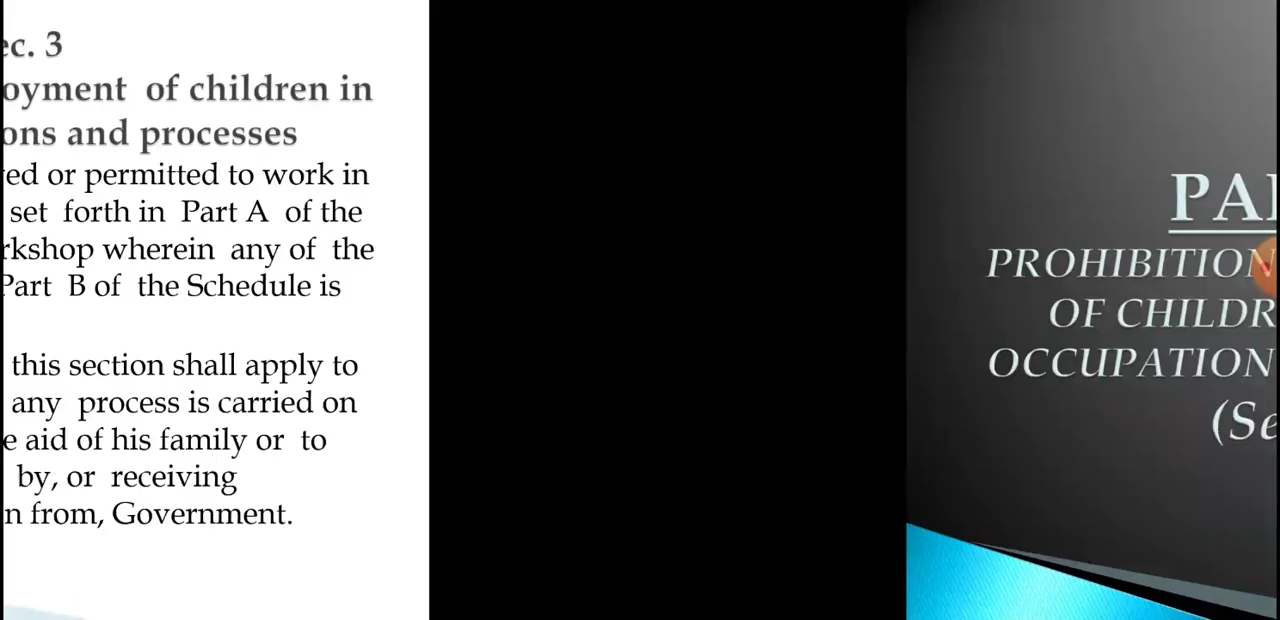 ec. 3
oyment of children in
ons and processes
ed or permitted to work in
set forth in Part A of the
rkshop wherein any of the
Part B of the Schedule is
this section shall apply to
any process is carried on
e aid of his family or to
by, or receiving
n from, Government.
PA
PROHIBITION
OF CHILDR
OCCUPATION
(Se